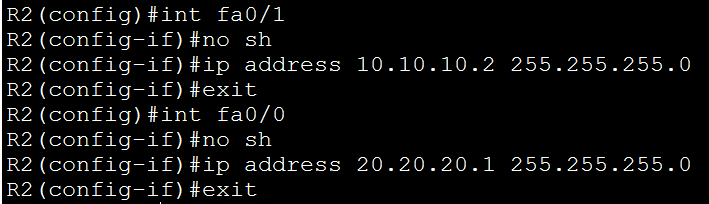 R2(config)#int fa0/1
R2(config-if)#no sh
R2(config-if)#ip address 10.10.10.2 255.255.255.0
R2(config-if)#exit
R2(config)#int fa0/0
R2(config-if)#no sh
R2(config-if)#ip address 20.20.20.1 255.255.255.0
R2(config-if)#exit